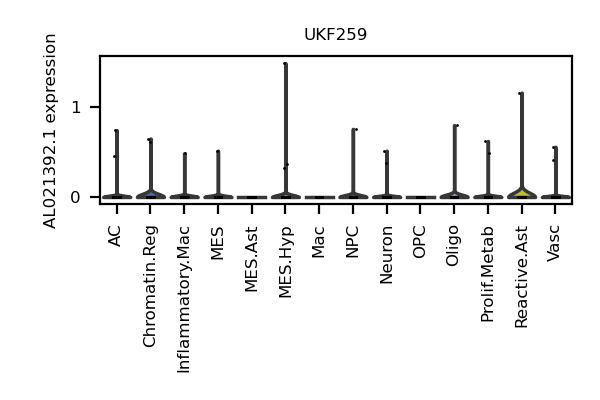 UKF259
AL021392.1 expression
1
0
AC
Chromatin.Reg
Inflammatory.Mac
MES
MES.Ast
MES.Hyp
Mac
NPC
Neuron
OPC
Oligo
Prolif.Metab
Reactive.Ast
Vasc